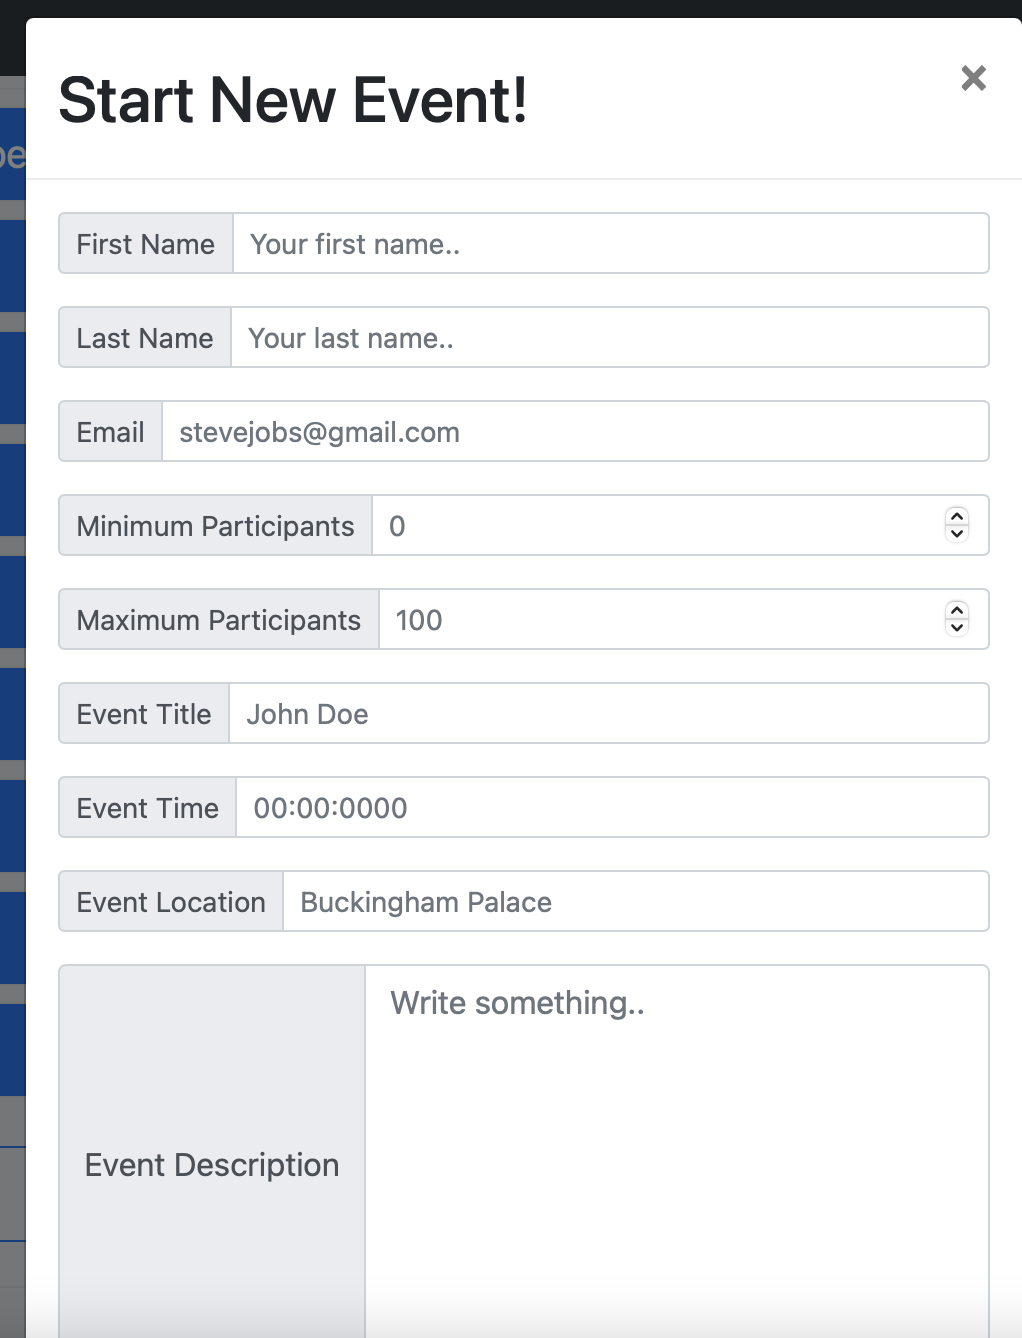 Start New Event!
×
First Name Your first name..
Last Name Your last name..
Email stevejobs@gmail.com
Minimum Participants 0
Maximum Participants 100
Event Title John Doe
Event Time 00:00:0000
Event Location Buckingham Palace
Write something..
Event Description